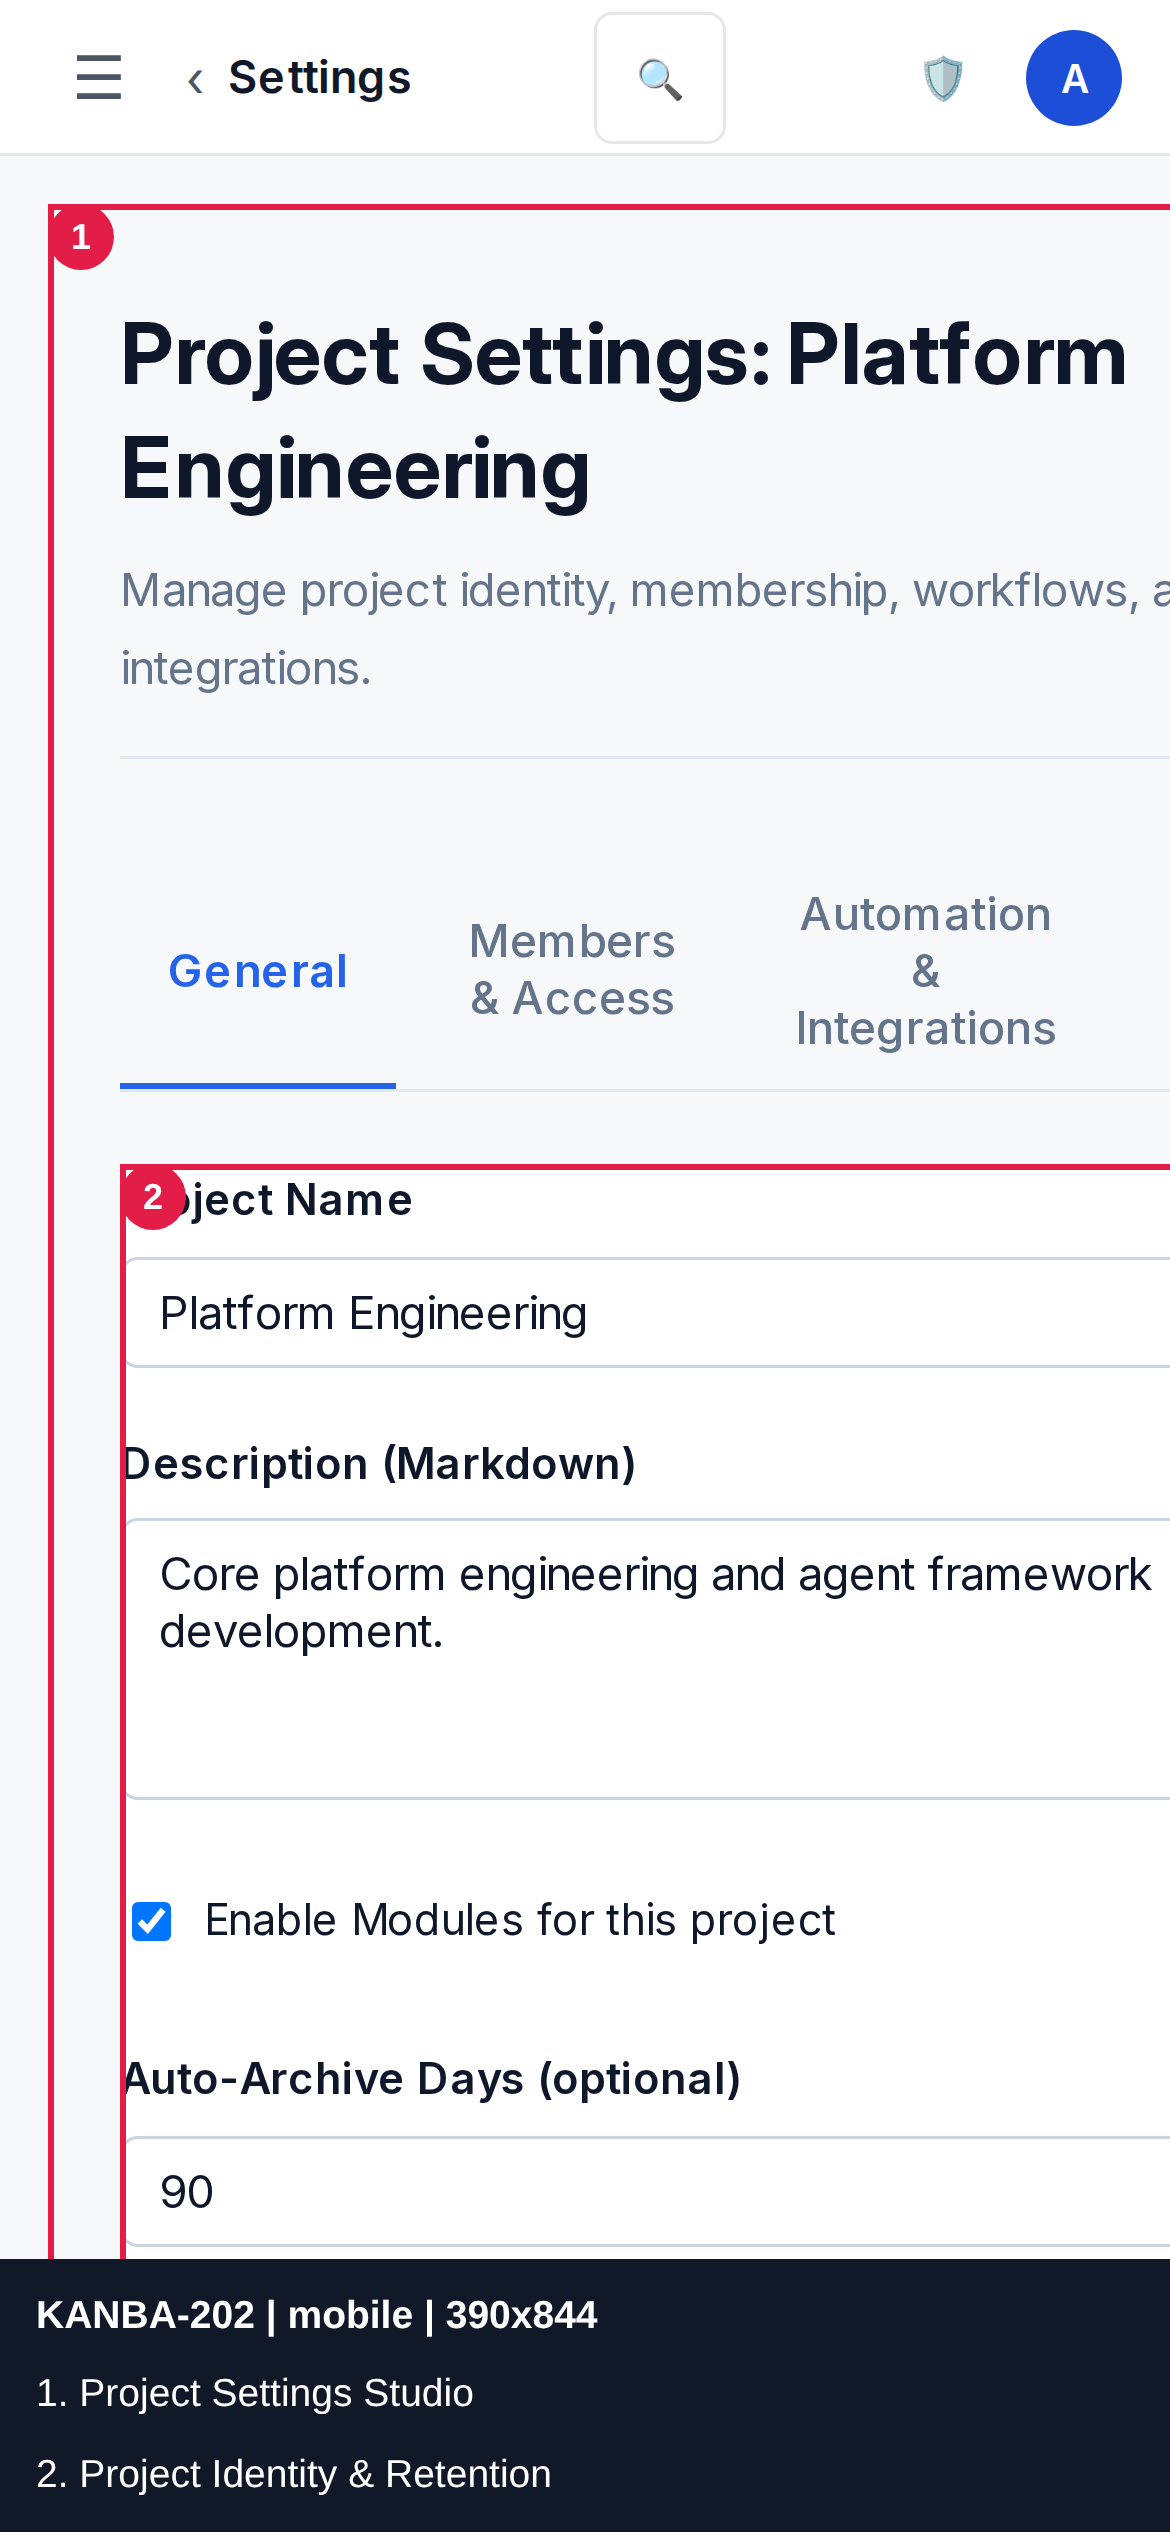 ☰ ‹ Settings
A
1
Project Settings: Platform
Engineering
Manage project identity, membership, workflows, a
integrations.
General
Members
& Access
Automation
&
Integrations
2
oject Name
Platform Engineering
Description (Markdown)
Core platform engineering and agent framework
development.
Enable Modules for this project
Auto-Archive Days (optional)
90
KANBA-202 | mobile | 390x844
1. Project Settings Studio
2. Project Identity & Retention